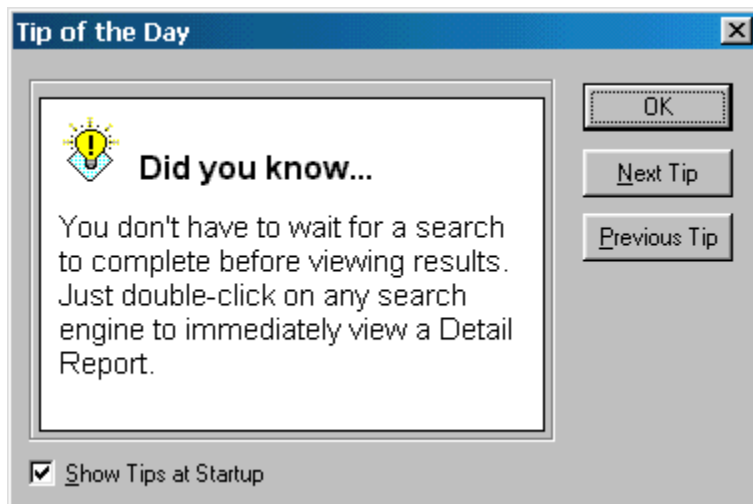 Tip of the Day
Did you know...
You don't have to wait for a search
to complete before viewing results.
Just double-click on any search
engine to immediately view a Detail
Report.
OK
Next Tip
Previous Tip
Show Tips at Startup